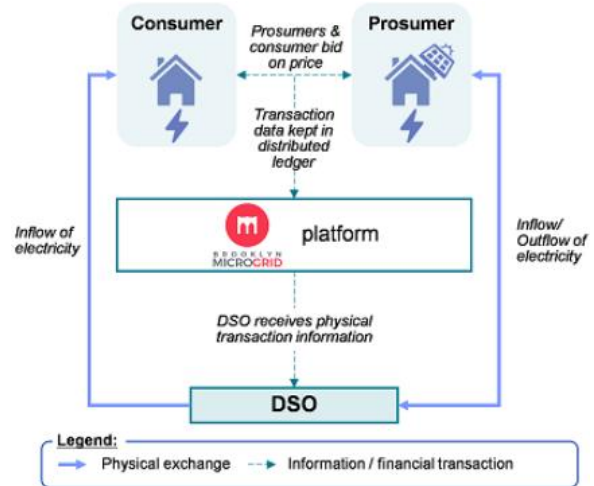 Consumer
Prosumer
Prosumers &
consumer bid
on price
Transaction
data kept in
distributed
ledger
Inflow of
electricity
BROOKLYN
MICROGRID
platform
Inflow/
Outflow of
electricity
DSO receives physical
transaction information
DSO
Legend:
Physical exchange
Information / financial transaction